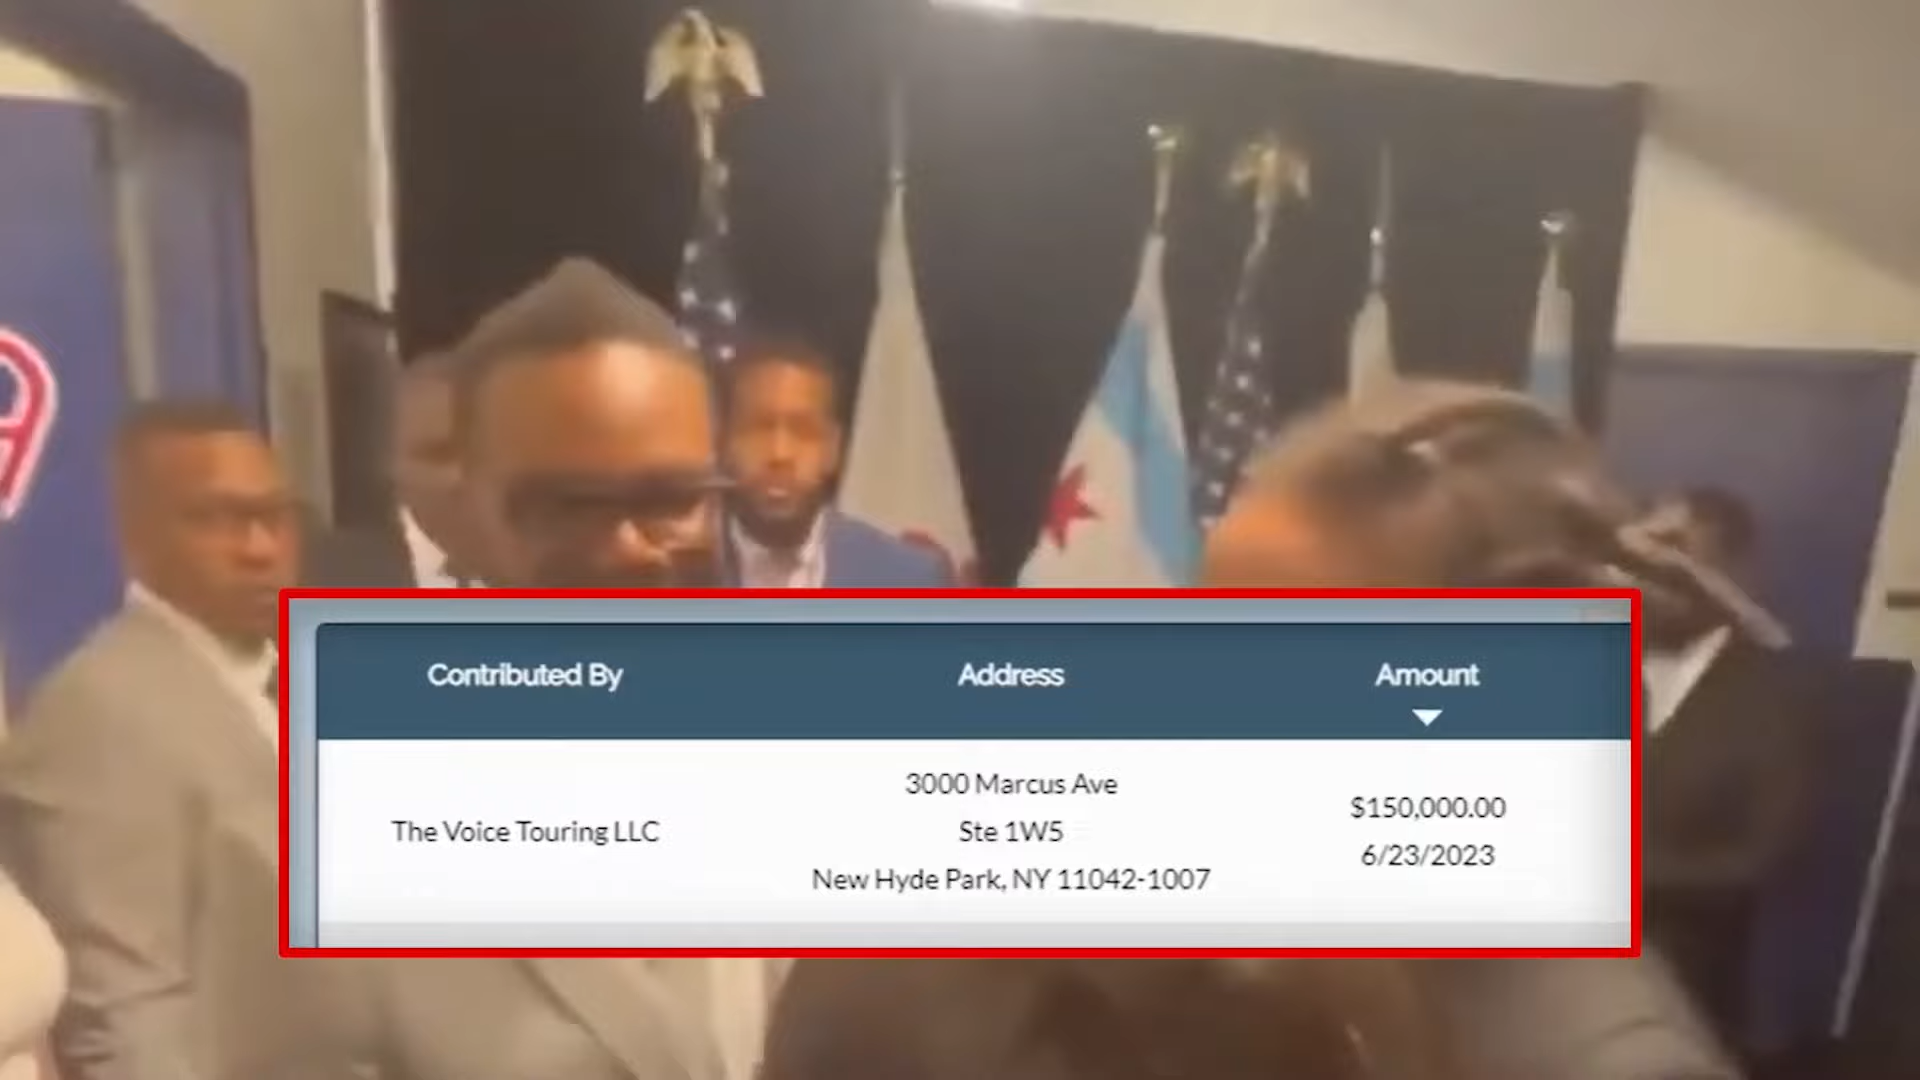 Contributed By Address Amount
The Voice Touring LLC
3000 Marcus Ave
Ste 1W5
New Hyde Park, NY 11042-1007
$150,000.00
6/23/2023